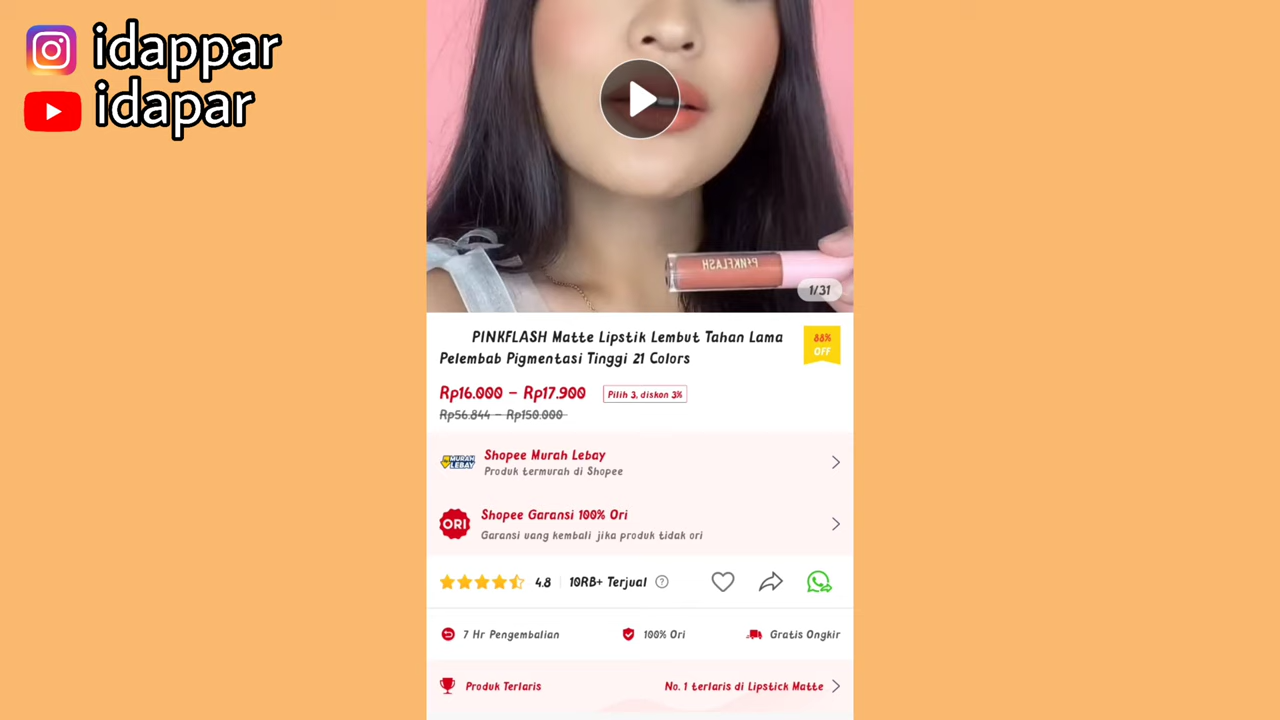 idappar
idapar
PINKFLASH
1/31
PINKFLASH Matte Lipstik Lembut Tahan Lama
Pelembab Pigmentasi Tinggi 21 Colors
88%
OFF
Rp16.000 - Rp17.900
Pilih 3, diskon 3%
Rp56.844 - Rp150.000
MURAH
LEBAY
Shopee Murah Lebay
Produk termurah di Shopee
ORI
Shopee Garansi 100% Ori
Garansi uang kembali jika produk tidak ori
4.8
10RB+ Terjual
?
7 Hr Pengembalian
100% Ori
Gratis Ongkir
Produk Terlaris
No. 1 terlaris di Lipstick Matte